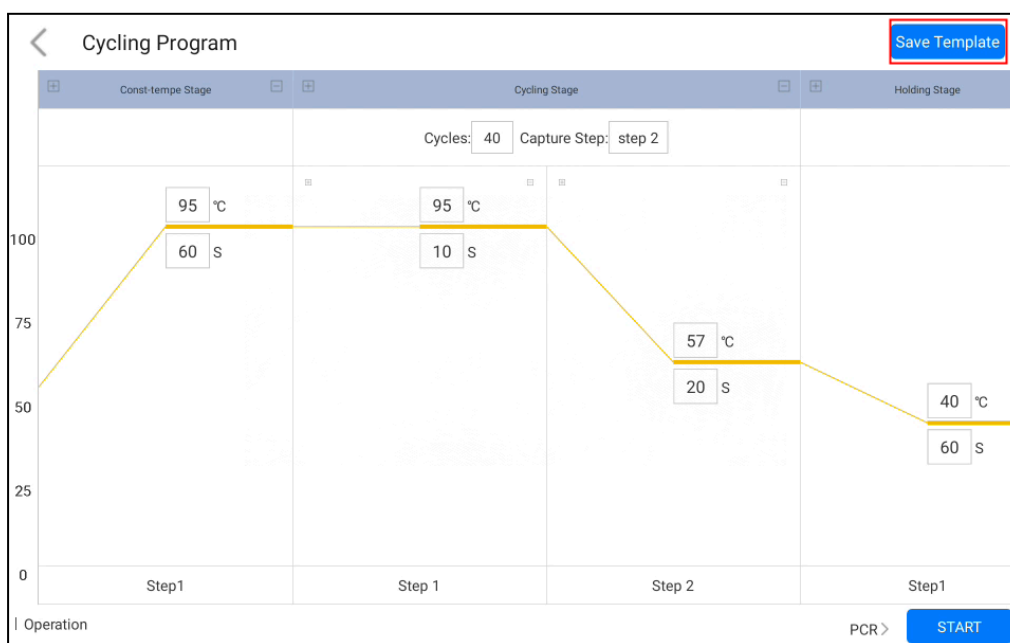 Cycling Program
Save Template
Const-tempe Stage
Cycling Stage
Holding Stage
Cycles: 40 Capture Step: step 2
95 ℃
60 S
95 ℃
10 S
57 ℃
20 S
40 ℃
60 S
100
75
50
25
0
Step1
Step 1
Step 2
Step1
| Operation
PCR >
START